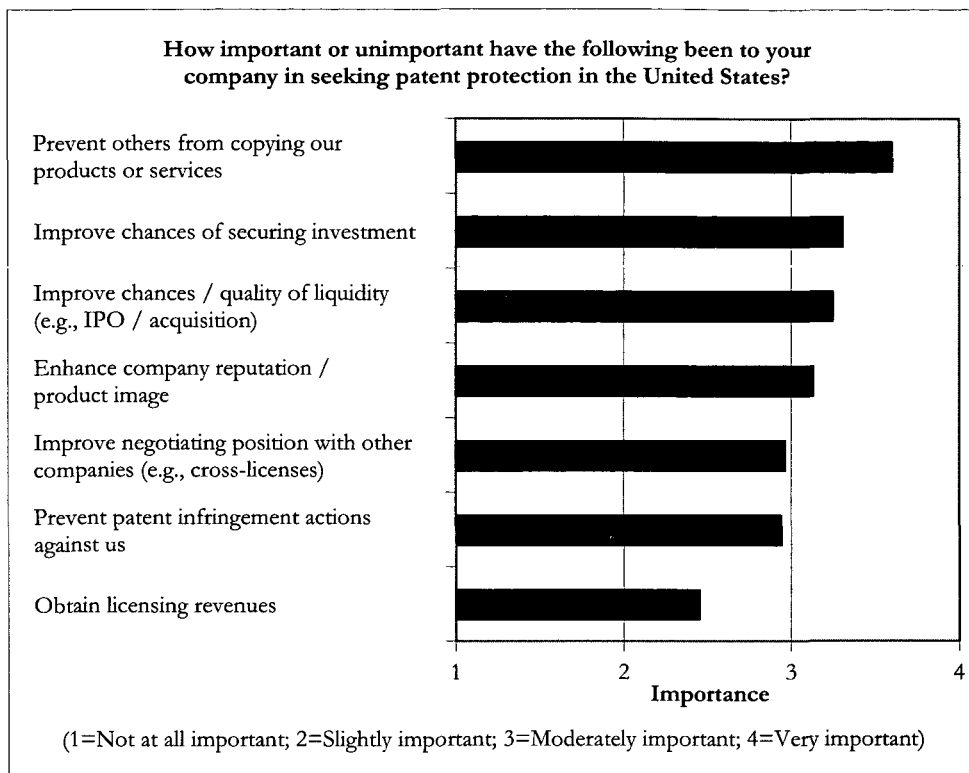 How important or unimportant have the following been to your
company in seeking patent protection in the United States?
Prevent others from copying our
products or services
Improve chances of securing investment
Improve chances / quality of liquidity
(e.g., IPO / acquisition)
Enhance company reputation /
product image
Improve negotiating position with other
companies (e.g., cross-licenses)
Prevent patent infringement actions
against us
Obtain licensing revenues
1 2 3 4
Importance
(1=Not at all important; 2=Slightly important; 3=Moderately important; 4=Very important)